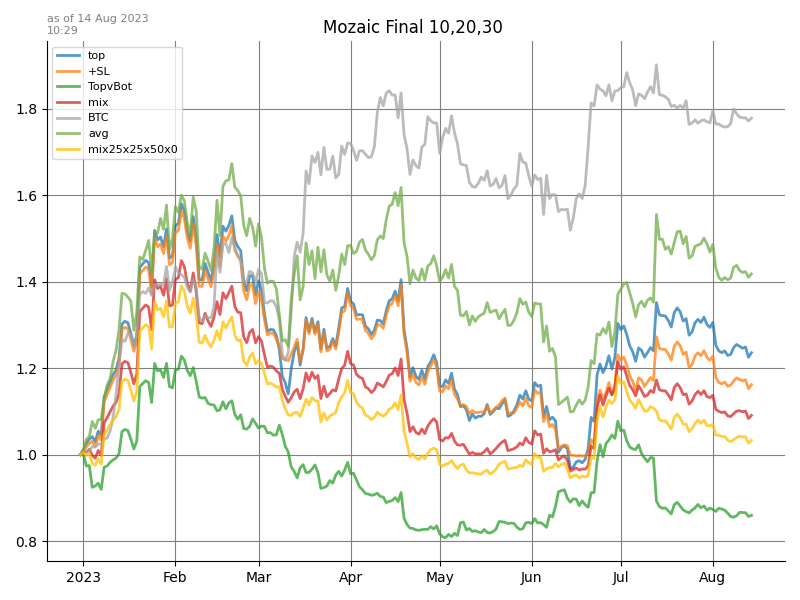 as of 14 Aug 2023
10:29
Mozaic Final 10,20,30
top
+SL
TopvBot
mix
BTC
avg
mix25x25x50x0
1.8
1.6
1.4
1.2
1.0
0.8
2023 Feb Mar Apr May Jun Jul Aug